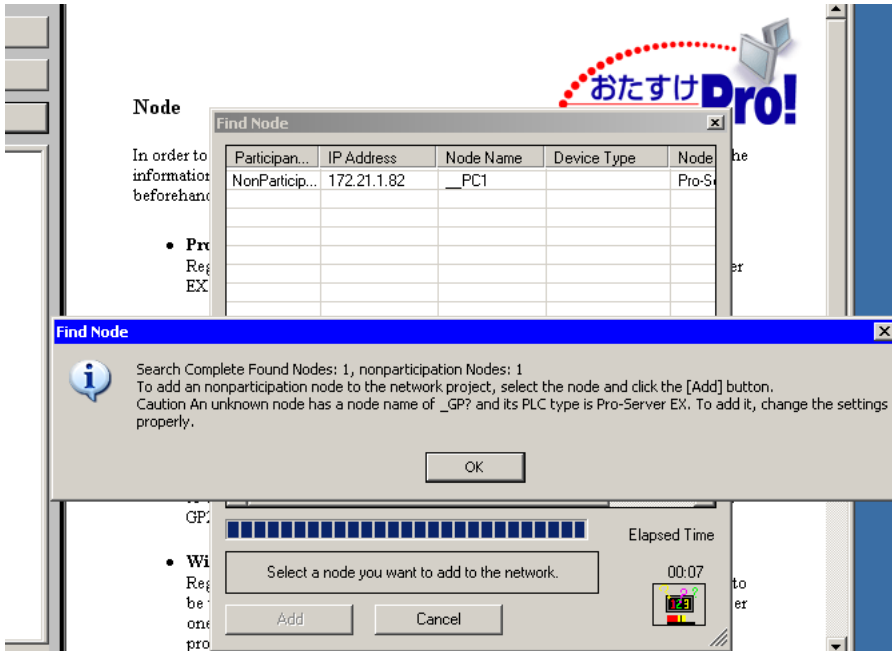 おたすけPro!
Node
Find Node
In order to
he
information
beforehand
Participan... IP Address Node Name Device Type Node
NonParticip... 172.21.1.82 __PC1 Pro-S
• Pro
Reg
er
EX
Find Node
Search Complete Found Nodes: 1, nonparticipation Nodes: 1
To add an nonparticipation node to the network project, select the node and click the [Add] button.
Caution An unknown node has a node name of _GP? and its PLC type is Pro-Server EX. To add it, change the settings
properly.
OK
GP
Elapsed Time
• Wi
Select a node you want to add to the network.
00:07
Reg
to
be
er
Add
Cancel
one
pro